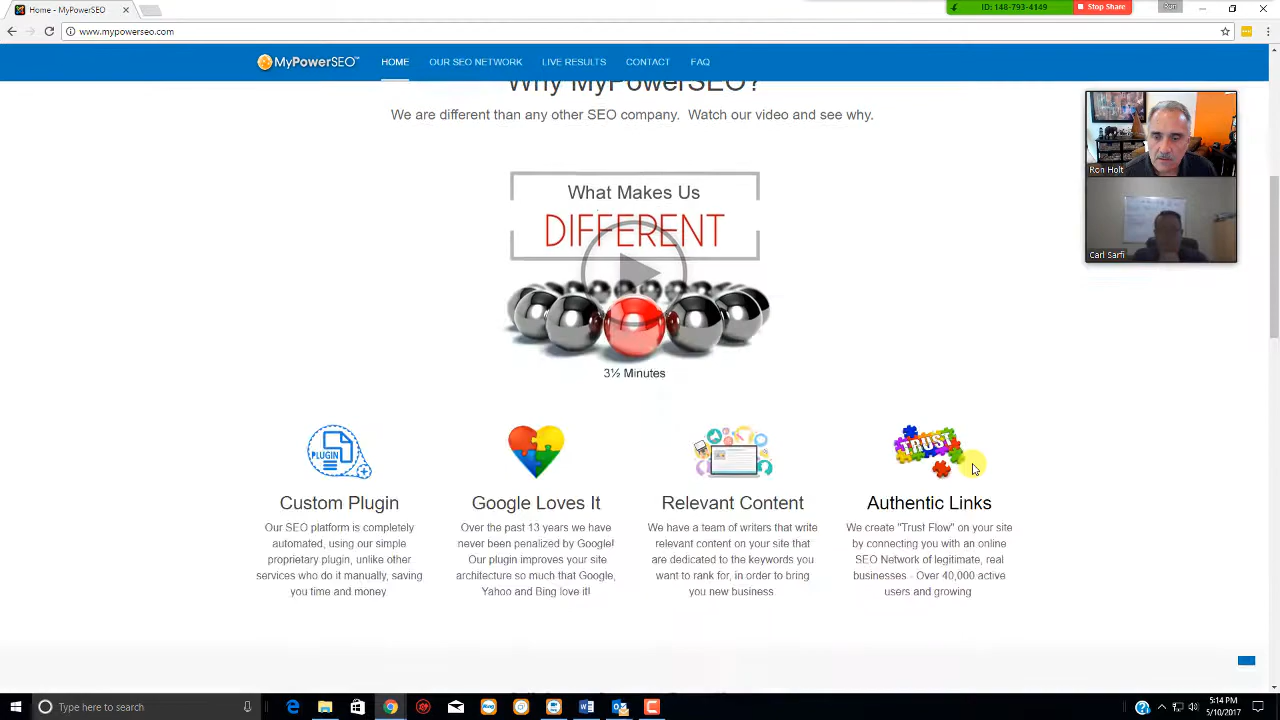 Home - MyPowerSEO
ID: 148-793-4149
Stop Share
www.mypowerseo.com
MyPowerSEO™
HOME
OUR SEO NETWORK
LIVE RESULTS
CONTACT
FAQ
Why MyPowerSEO?
We are different than any other SEO company. Watch our video and see why.
What Makes Us
DIFFERENT
3½ Minutes
Ron Holt
Carl Sarfi
PLUGIN
TRUST
Custom Plugin
Our SEO platform is completely
automated, using our simple
proprietary plugin, unlike other
services who do it manually, saving
you time and money.
Google Loves It
Over the past 13 years we have
never been penalized by Google!
Our plugin improves your site
architecture so much that Google,
Yahoo and Bing love it!
Relevant Content
We have a team of writers that write
relevant content on your site that
are dedicated to the keywords you
want to rank for, in order to bring
you new business
Authentic Links
We create "Trust Flow" on your site
by connecting you with an online
SEO Network of legitimate, real
businesses - Over 40,000 active
users and growing
Type here to search
5:14 PM
5/10/2017